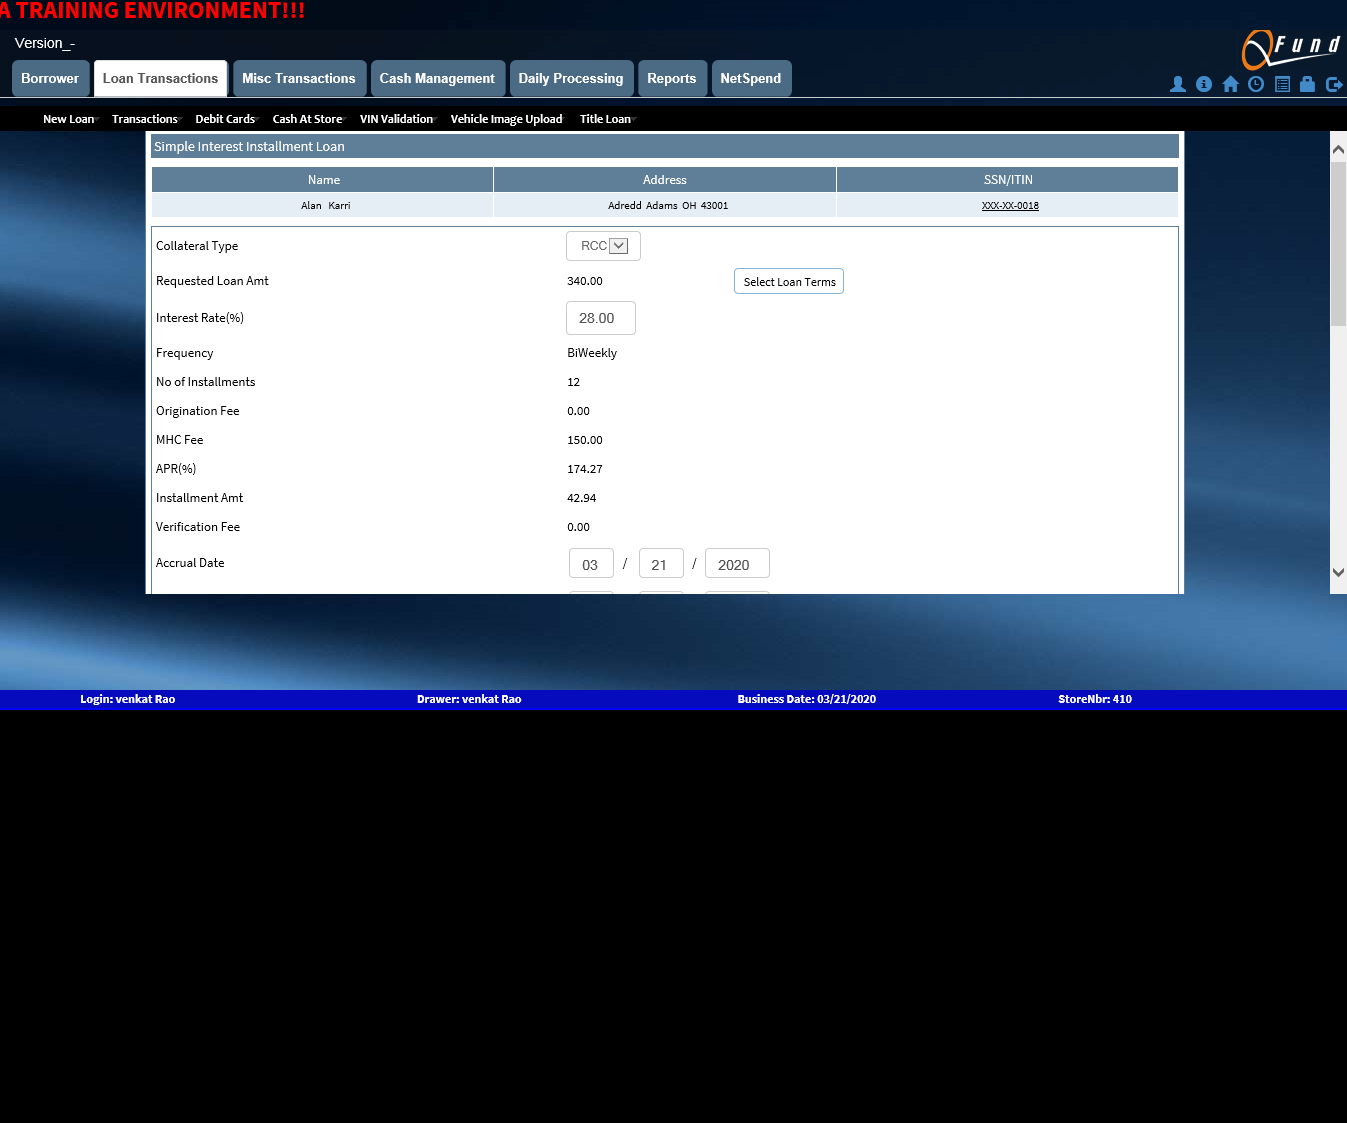 A TRAINING ENVIRONMENT!!!
Version_-
QFund
Borrower Loan Transactions Misc Transactions Cash Management Daily Processing Reports NetSpend
New Loan Transactions Debit Cards Cash At Store VIN Validation Vehicle Image Upload Title Loan
Simple Interest Installment Loan
Name Address SSN/ITIN
Alan Karri Adredd Adams OH 43001 XXX-XX-0018
Collateral Type RCC
Requested Loan Amt 340.00 Select Loan Terms
Interest Rate(%) 28.00
Frequency BiWeekly
No of Installments 12
Origination Fee 0.00
MHC Fee 150.00
APR(%) 174.27
Installment Amt 42.94
Verification Fee 0.00
Accrual Date 03 / 21 / 2020
Login: venkat Rao Drawer: venkat Rao Business Date: 03/21/2020 StoreNbr: 410